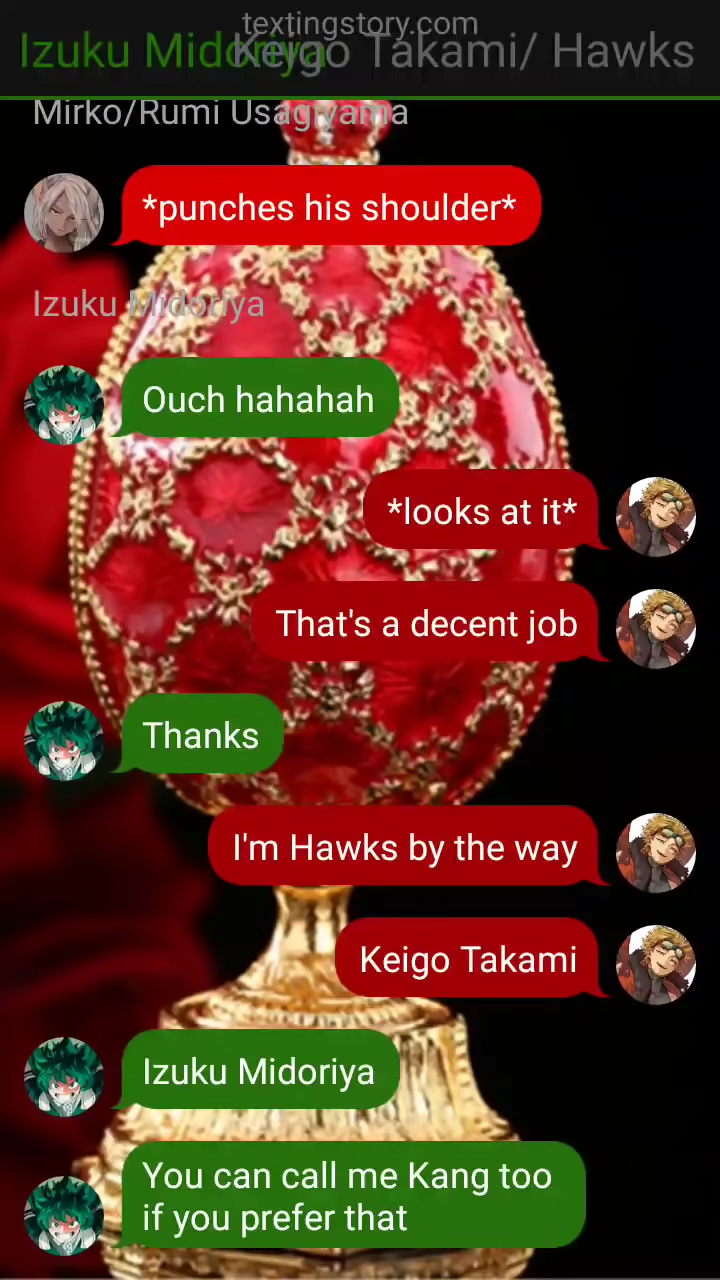 textingstory.com
Izuku Midoriya
Keigo Takami/ Hawks
Mirko/Rumi Usagiyama
*punches his shoulder*
Izuku Midoriya
Ouch hahahah
*looks at it*
That's a decent job
Thanks
I'm Hawks by the way
Keigo Takami
Izuku Midoriya
You can call me Kang too
if you prefer that